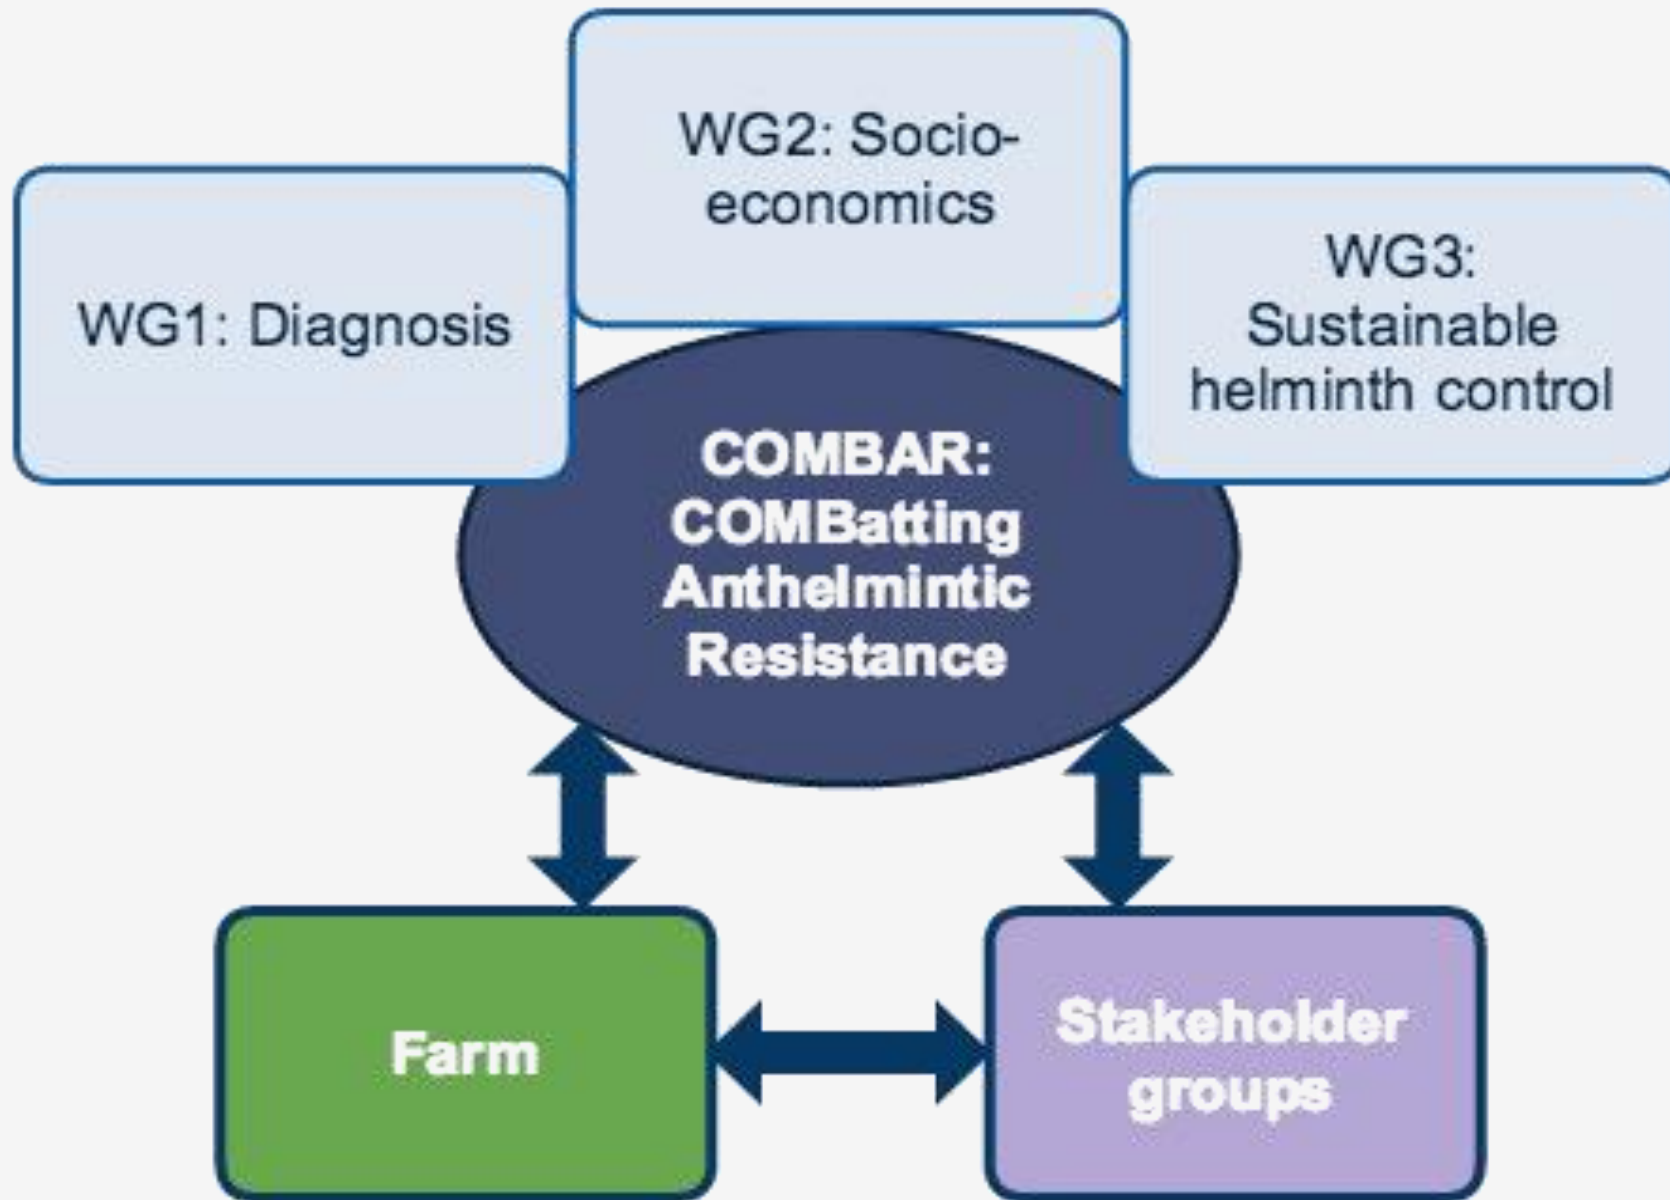 WG1: Diagnosis
WG2: Socio-
economics
WG3:
Sustainable
helminth control
COMBAR:
COMBatting
Anthelmintic
Resistance
Farm
Stakeholder
groups